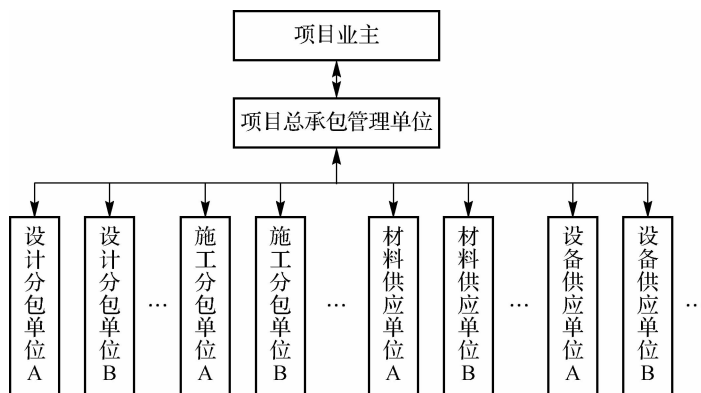 项目业主
项目总承包管理单位
设计分包单位A
设计分包单位B
…
施工分包单位A
施工分包单位B
…
材料供应单位A
材料供应单位B
…
设备供应单位A
设备供应单位B
…